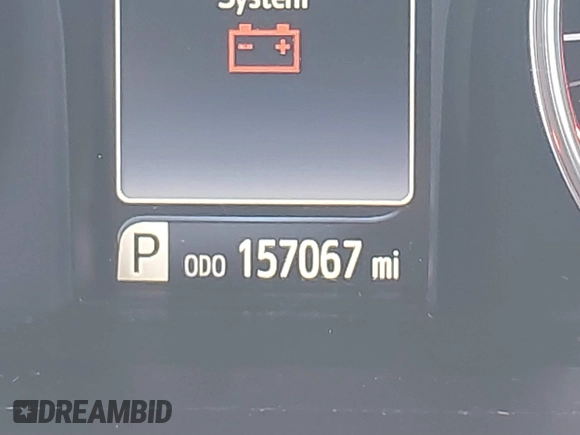 System
P ODO 157067 mi
DREAMBID